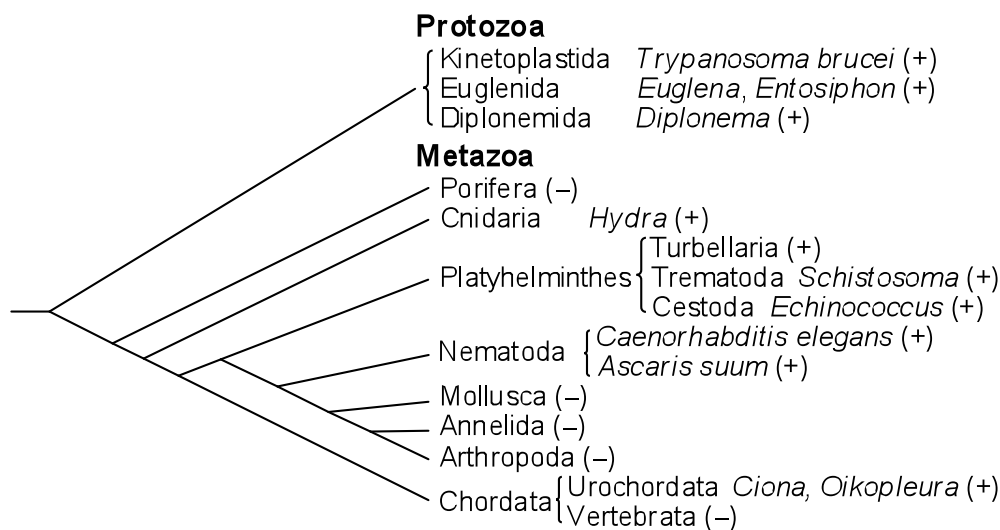 Protozoa
Kinetoplastida Trypanosoma brucei (+)
Euglenida Euglena, Entosiphon (+)
Diplonemida Diplonema (+)
Metazoa
Porifera (–)
Cnidaria Hydra (+)
Turbellaria (+)
Platyhelminthes Trematoda Schistosoma (+)
Cestoda Echinococcus (+)
Caenorhabditis elegans (+)
Nematoda
Ascaris suum (+)
Mollusca (–)
Annelida (–)
Arthropoda (–)
Urochordata Ciona, Oikopleura (+)
Chordata
Vertebrata (–)